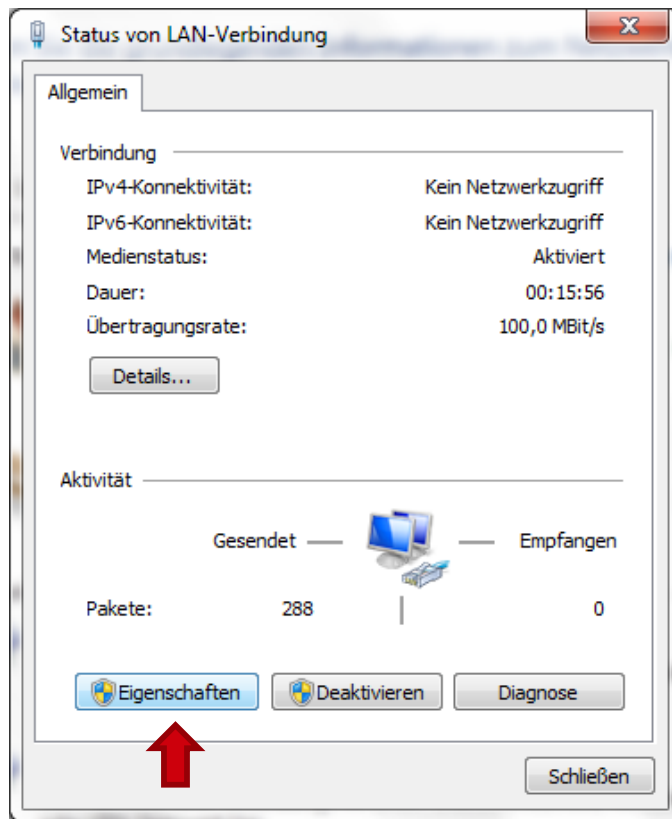 Status von LAN-Verbindung
Allgemein
Verbindung
IPv4-Konnektivität: Kein Netzwerkzugriff
IPv6-Konnektivität: Kein Netzwerkzugriff
Medienstatus: Aktiviert
Dauer: 00:15:56
Übertragungsrate: 100,0 MBit/s
Details...
Aktivität
Gesendet Empfangen
Pakete: 288 0
Eigenschaften Deaktivieren Diagnose
Schließen